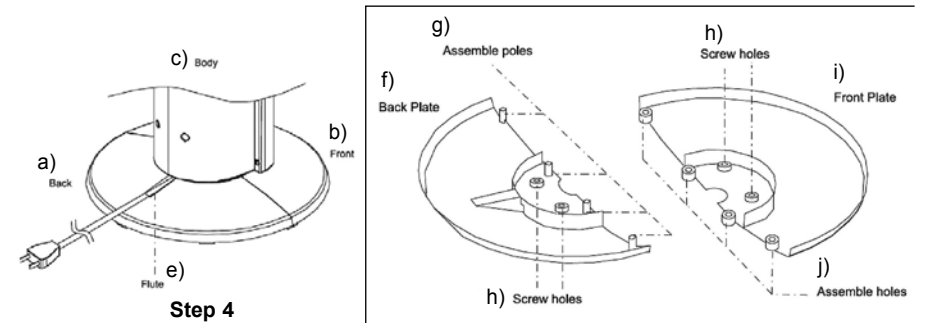 c) Body
b) Front
a) Back
e) Flute
Step 4
g) Assemble poles
f) Back Plate
h) Screw holes
h) Screw holes
i) Front Plate
j) Assemble holes